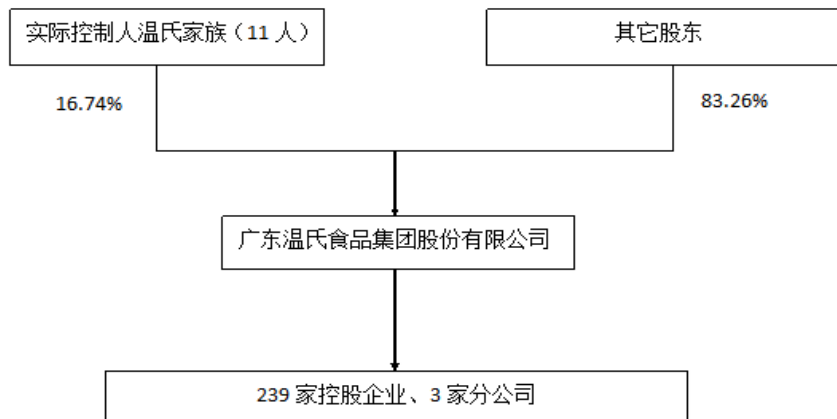 实际控制人温氏家族（11 人）
其它股东
16.74%
83.26%
广东温氏食品集团股份有限公司
239 家控股企业、3 家分公司